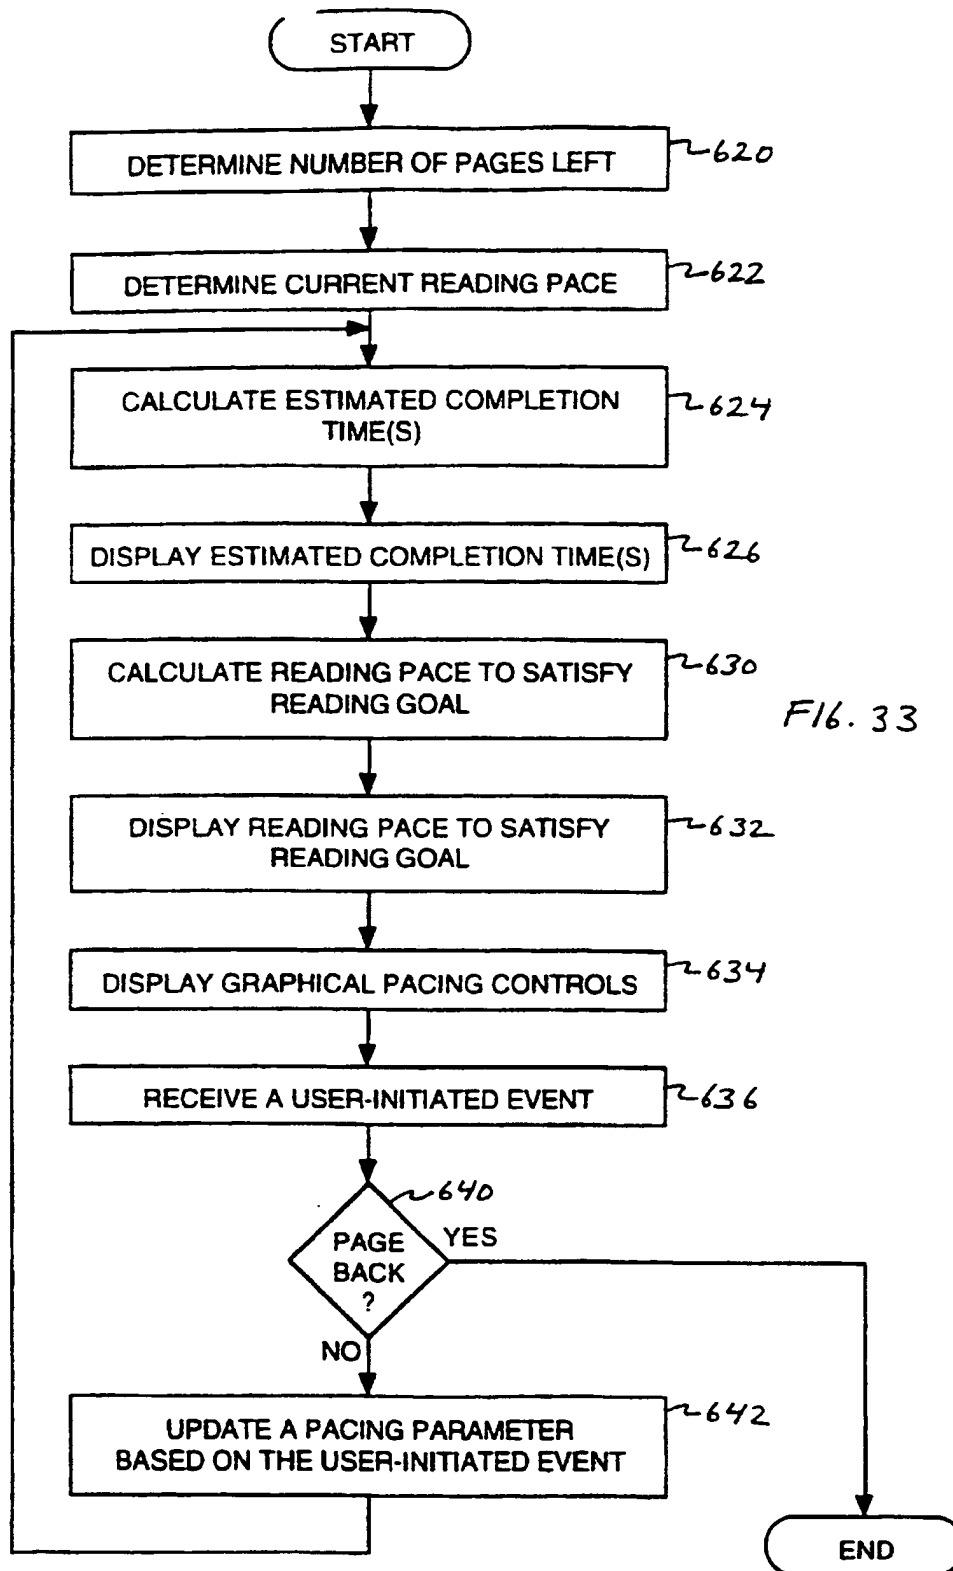 START
DETERMINE NUMBER OF PAGES LEFT
620
DETERMINE CURRENT READING PACE
622
CALCULATE ESTIMATED COMPLETION
TIME(S)
624
DISPLAY ESTIMATED COMPLETION TIME(S)
626
CALCULATE READING PACE TO SATISFY
READING GOAL
630
FIG. 33
DISPLAY READING PACE TO SATISFY
READING GOAL
632
DISPLAY GRAPHICAL PACING CONTROLS
634
RECEIVE A USER-INITIATED EVENT
636
640
PAGE
BACK
?
YES
NO
UPDATE A PACING PARAMETER
BASED ON THE USER-INITIATED EVENT
642
END